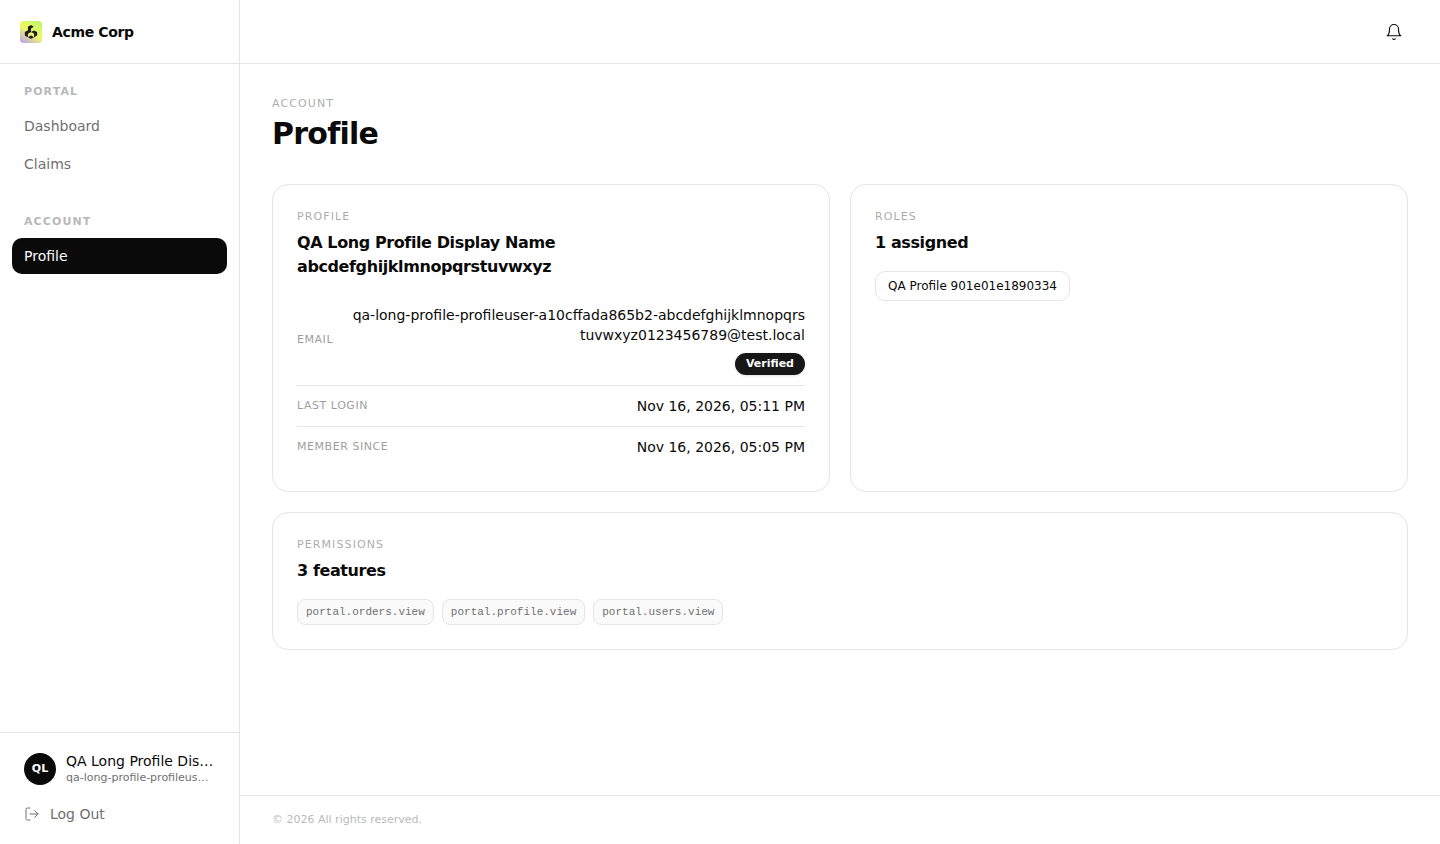 Acme Corp
PORTAL
Dashboard
Claims
ACCOUNT
Profile
QL
QA Long Profile Dis...
qa-long-profile-profileus...
Log Out
ACCOUNT
Profile
PROFILE
QA Long Profile Display Name
abcdefghijklmnopqrstuvwxyz
EMAIL
qa-long-profile-profileuser-a10cffada865b2-abcdefghijklmnopqrs
tuvwxyz0123456789@test.local
Verified
LAST LOGIN Nov 16, 2026, 05:11 PM
MEMBER SINCE Nov 16, 2026, 05:05 PM
ROLES
1 assigned
QA Profile 901e01e1890334
PERMISSIONS
3 features
portal.orders.view portal.profile.view portal.users.view
© 2026 All rights reserved.